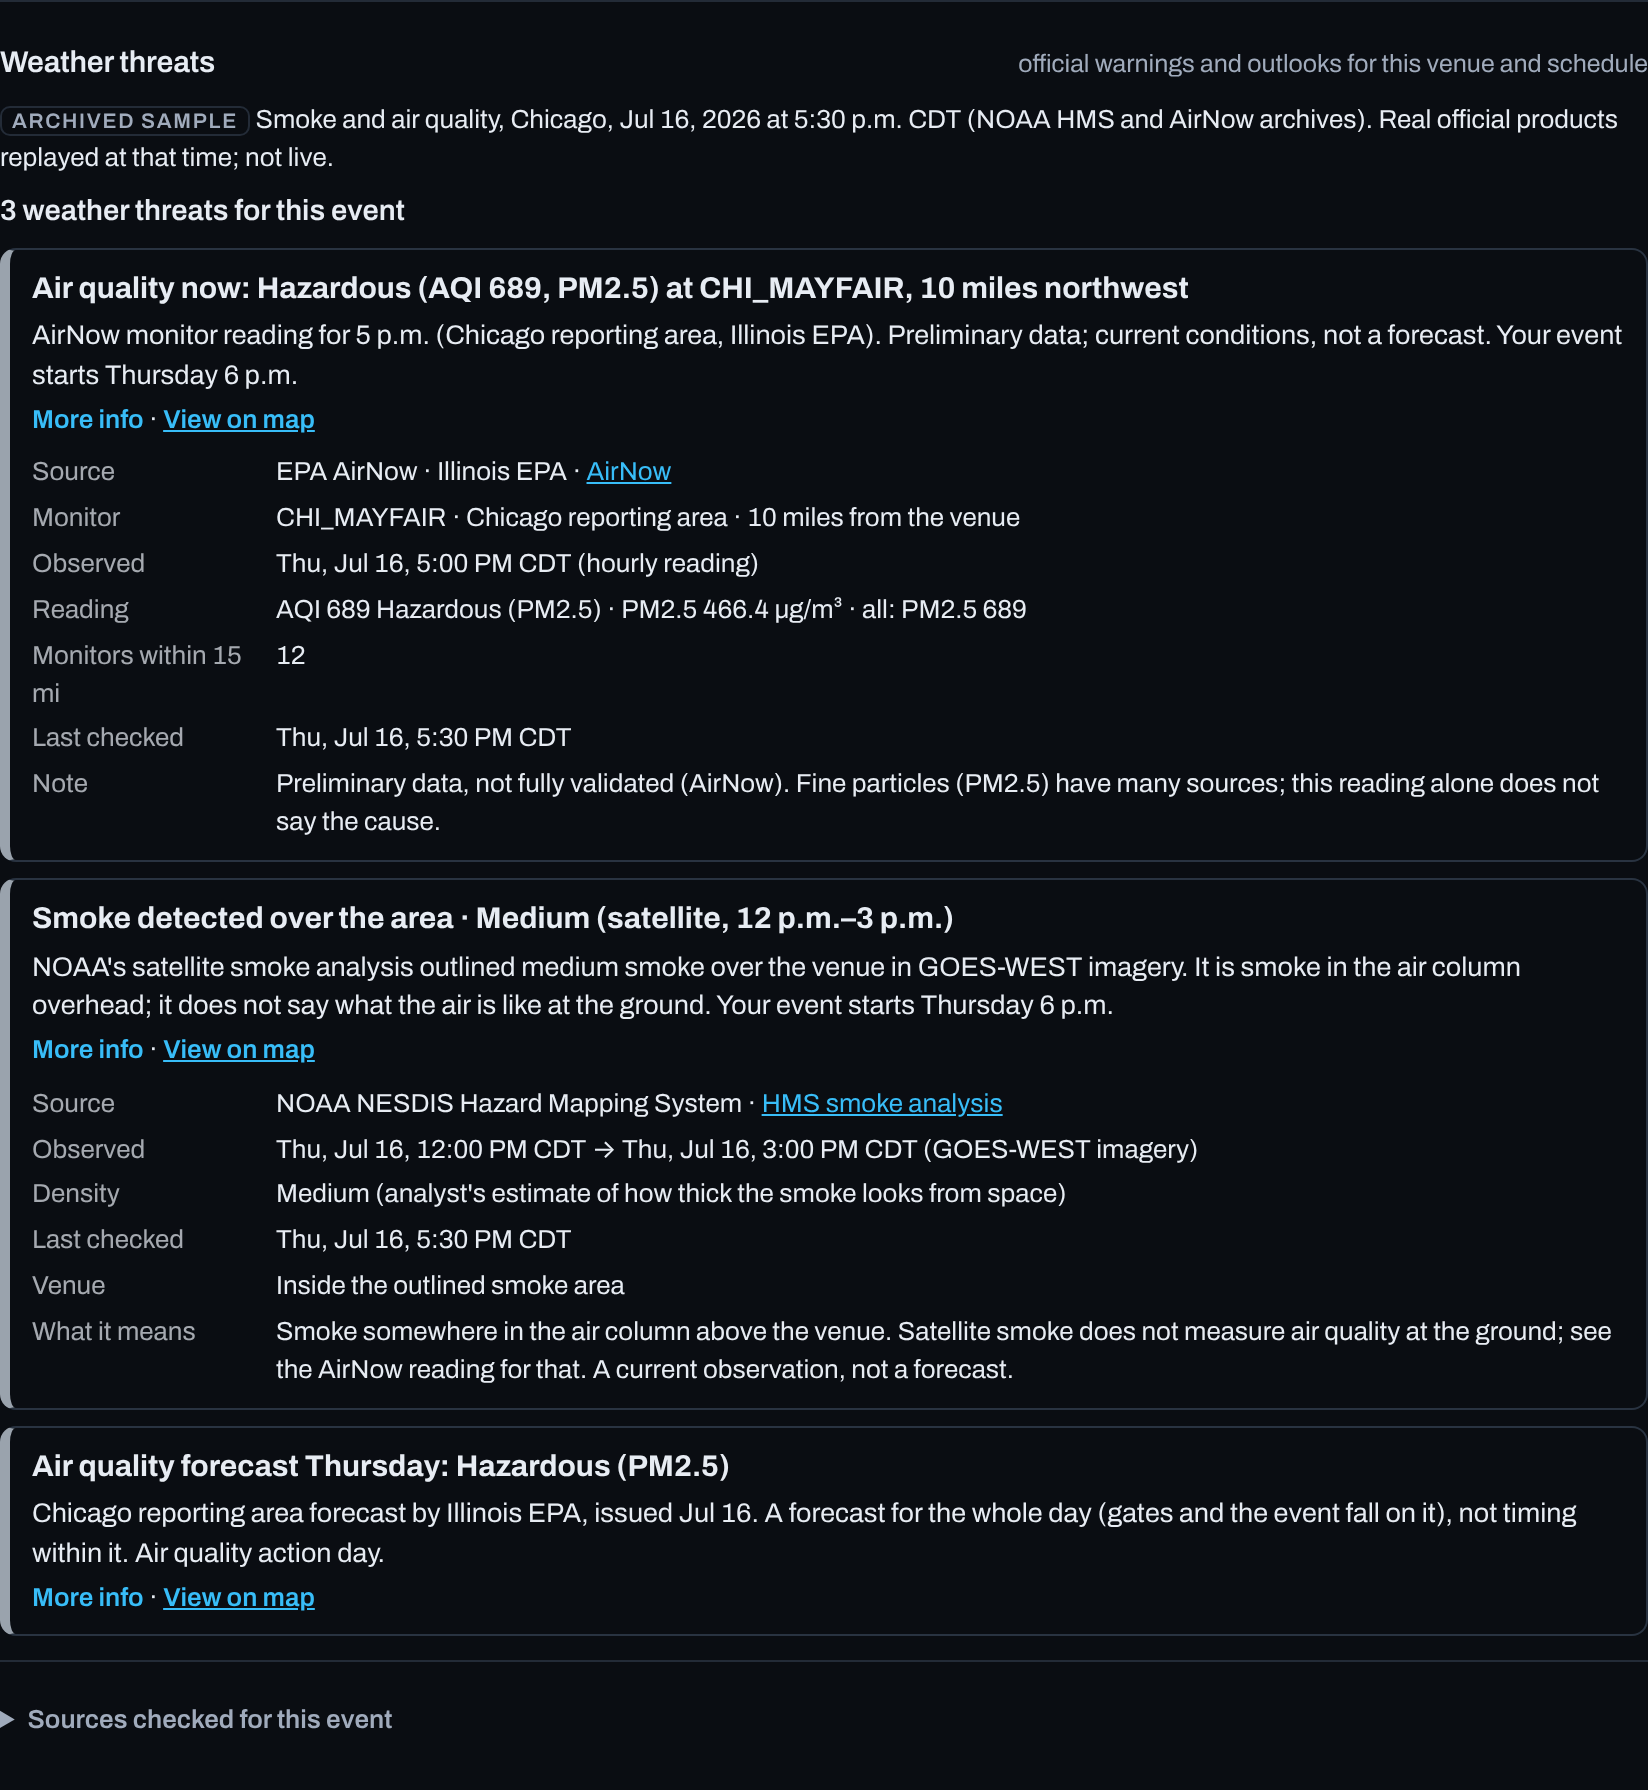 Weather threats
official warnings and outlooks for this venue and schedule
ARCHIVED SAMPLE Smoke and air quality, Chicago, Jul 16, 2026 at 5:30 p.m. CDT (NOAA HMS and AirNow archives). Real official products
replayed at that time; not live.
3 weather threats for this event
Air quality now: Hazardous (AQI 689, PM2.5) at CHI_MAYFAIR, 10 miles northwest
AirNow monitor reading for 5 p.m. (Chicago reporting area, Illinois EPA). Preliminary data; current conditions, not a forecast. Your event
starts Thursday 6 p.m.
More info · View on map
Source EPA AirNow · Illinois EPA · AirNow
Monitor CHI_MAYFAIR · Chicago reporting area · 10 miles from the venue
Observed Thu, Jul 16, 5:00 PM CDT (hourly reading)
Reading AQI 689 Hazardous (PM2.5) · PM2.5 466.4 µg/m³ · all: PM2.5 689
Monitors within 15 12
mi
Last checked Thu, Jul 16, 5:30 PM CDT
Note Preliminary data, not fully validated (AirNow). Fine particles (PM2.5) have many sources; this reading alone does not
say the cause.
Smoke detected over the area · Medium (satellite, 12 p.m.–3 p.m.)
NOAA's satellite smoke analysis outlined medium smoke over the venue in GOES-WEST imagery. It is smoke in the air column
overhead; it does not say what the air is like at the ground. Your event starts Thursday 6 p.m.
More info · View on map
Source NOAA NESDIS Hazard Mapping System · HMS smoke analysis
Observed Thu, Jul 16, 12:00 PM CDT → Thu, Jul 16, 3:00 PM CDT (GOES-WEST imagery)
Density Medium (analyst's estimate of how thick the smoke looks from space)
Last checked Thu, Jul 16, 5:30 PM CDT
Venue Inside the outlined smoke area
What it means Smoke somewhere in the air column above the venue. Satellite smoke does not measure air quality at the ground; see
the AirNow reading for that. A current observation, not a forecast.
Air quality forecast Thursday: Hazardous (PM2.5)
Chicago reporting area forecast by Illinois EPA, issued Jul 16. A forecast for the whole day (gates and the event fall on it), not timing
within it. Air quality action day.
More info · View on map
Sources checked for this event